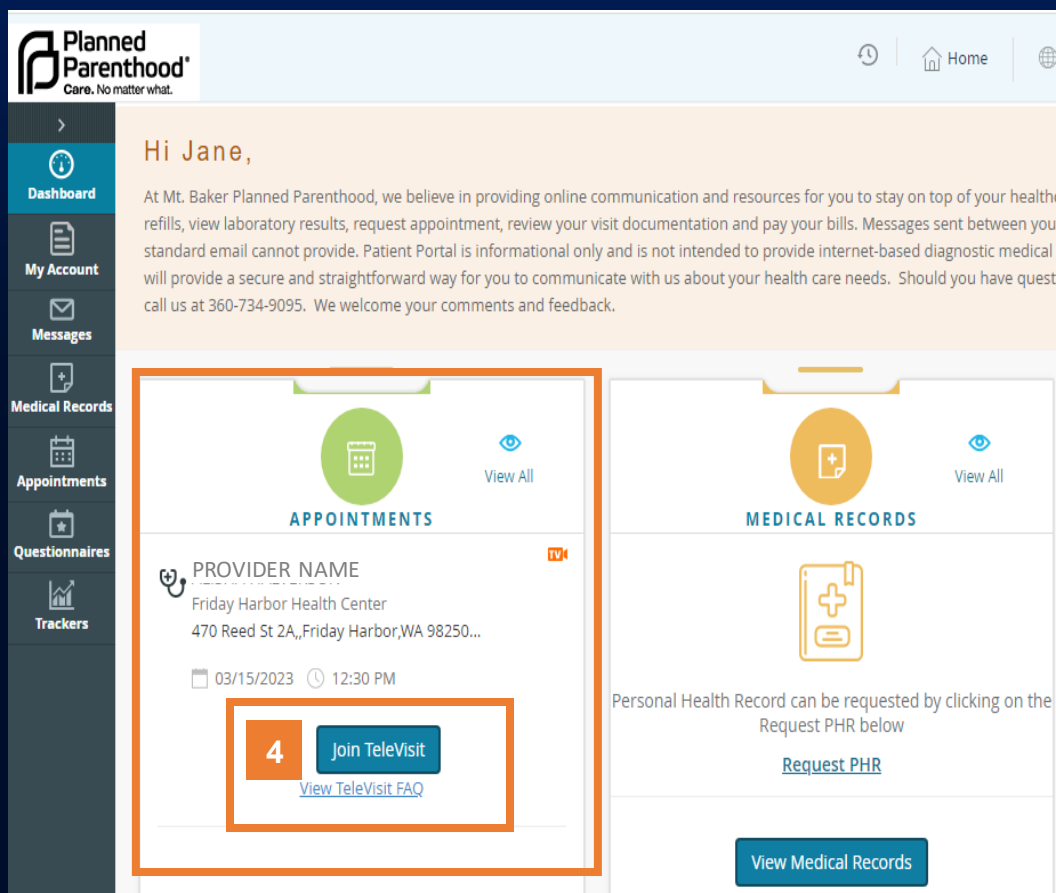 Planned
Parenthood®
Care. No matter what.
Home
Dashboard
My Account
Messages
Medical Records
Appointments
Questionnaires
Trackers
Hi Jane,
At Mt. Baker Planned Parenthood, we believe in providing online communication and resources for you to stay on top of your
refills, view laboratory results, request appointment, review your visit documentation and pay your bills. Messages sent between you
standard email cannot provide. Patient Portal is informational only and is not intended to provide internet-based diagnostic medical
will provide a secure and straightforward way for you to communicate with us about your health care needs. Should you have
call us at 360-734-9095. We welcome your comments and feedback.
View All
APPOINTMENTS
TV
PROVIDER NAME
Friday Harbor Health Center
470 Reed St 2A,,Friday Harbor,WA 98250...
03/15/2023 12:30 PM
4
Join TeleVisit
View TeleVisit FAQ
View All
MEDICAL RECORDS
Personal Health Record can be requested by clicking on the
Request PHR below
Request PHR
View Medical Records